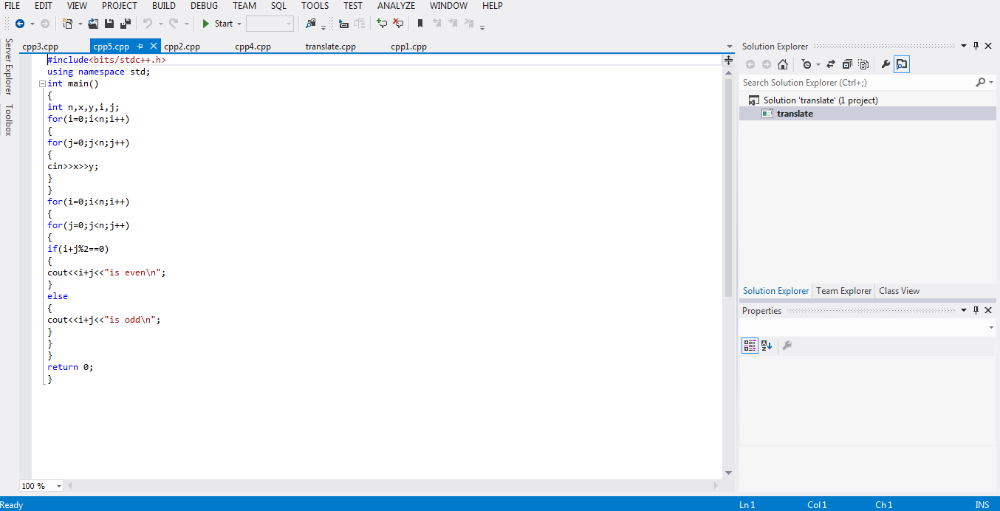 FILE EDIT VIEW PROJECT BUILD DEBUG TEAM SQL TOOLS TEST ANALYZE WINDOW HELP
Start
Server Explorer
Toolbox
cpp3.cpp cpp5.cpp cpp2.cpp cpp4.cpp translate.cpp cpp1.cpp
#include<bits/stdc++.h>
using namespace std;
int main()
{
int n,x,y,i,j;
for(i=0;i<n;i++)
{
for(j=0;j<n;j++)
{
cin>>x>>y;
}
}
for(i=0;i<n;i++)
{
for(j=0;j<n;j++)
{
if(i+j%2==0)
{
cout<<i+j<<"is even\n";
}
else
{
cout<<i+j<<"is odd\n";
}
}
}
return 0;
}
100 %
Solution Explorer
Search Solution Explorer (Ctrl+;)
Solution 'translate' (1 project)
translate
Solution Explorer Team Explorer Class View
Properties
Ready Ln 1 Col 1 Ch 1 INS